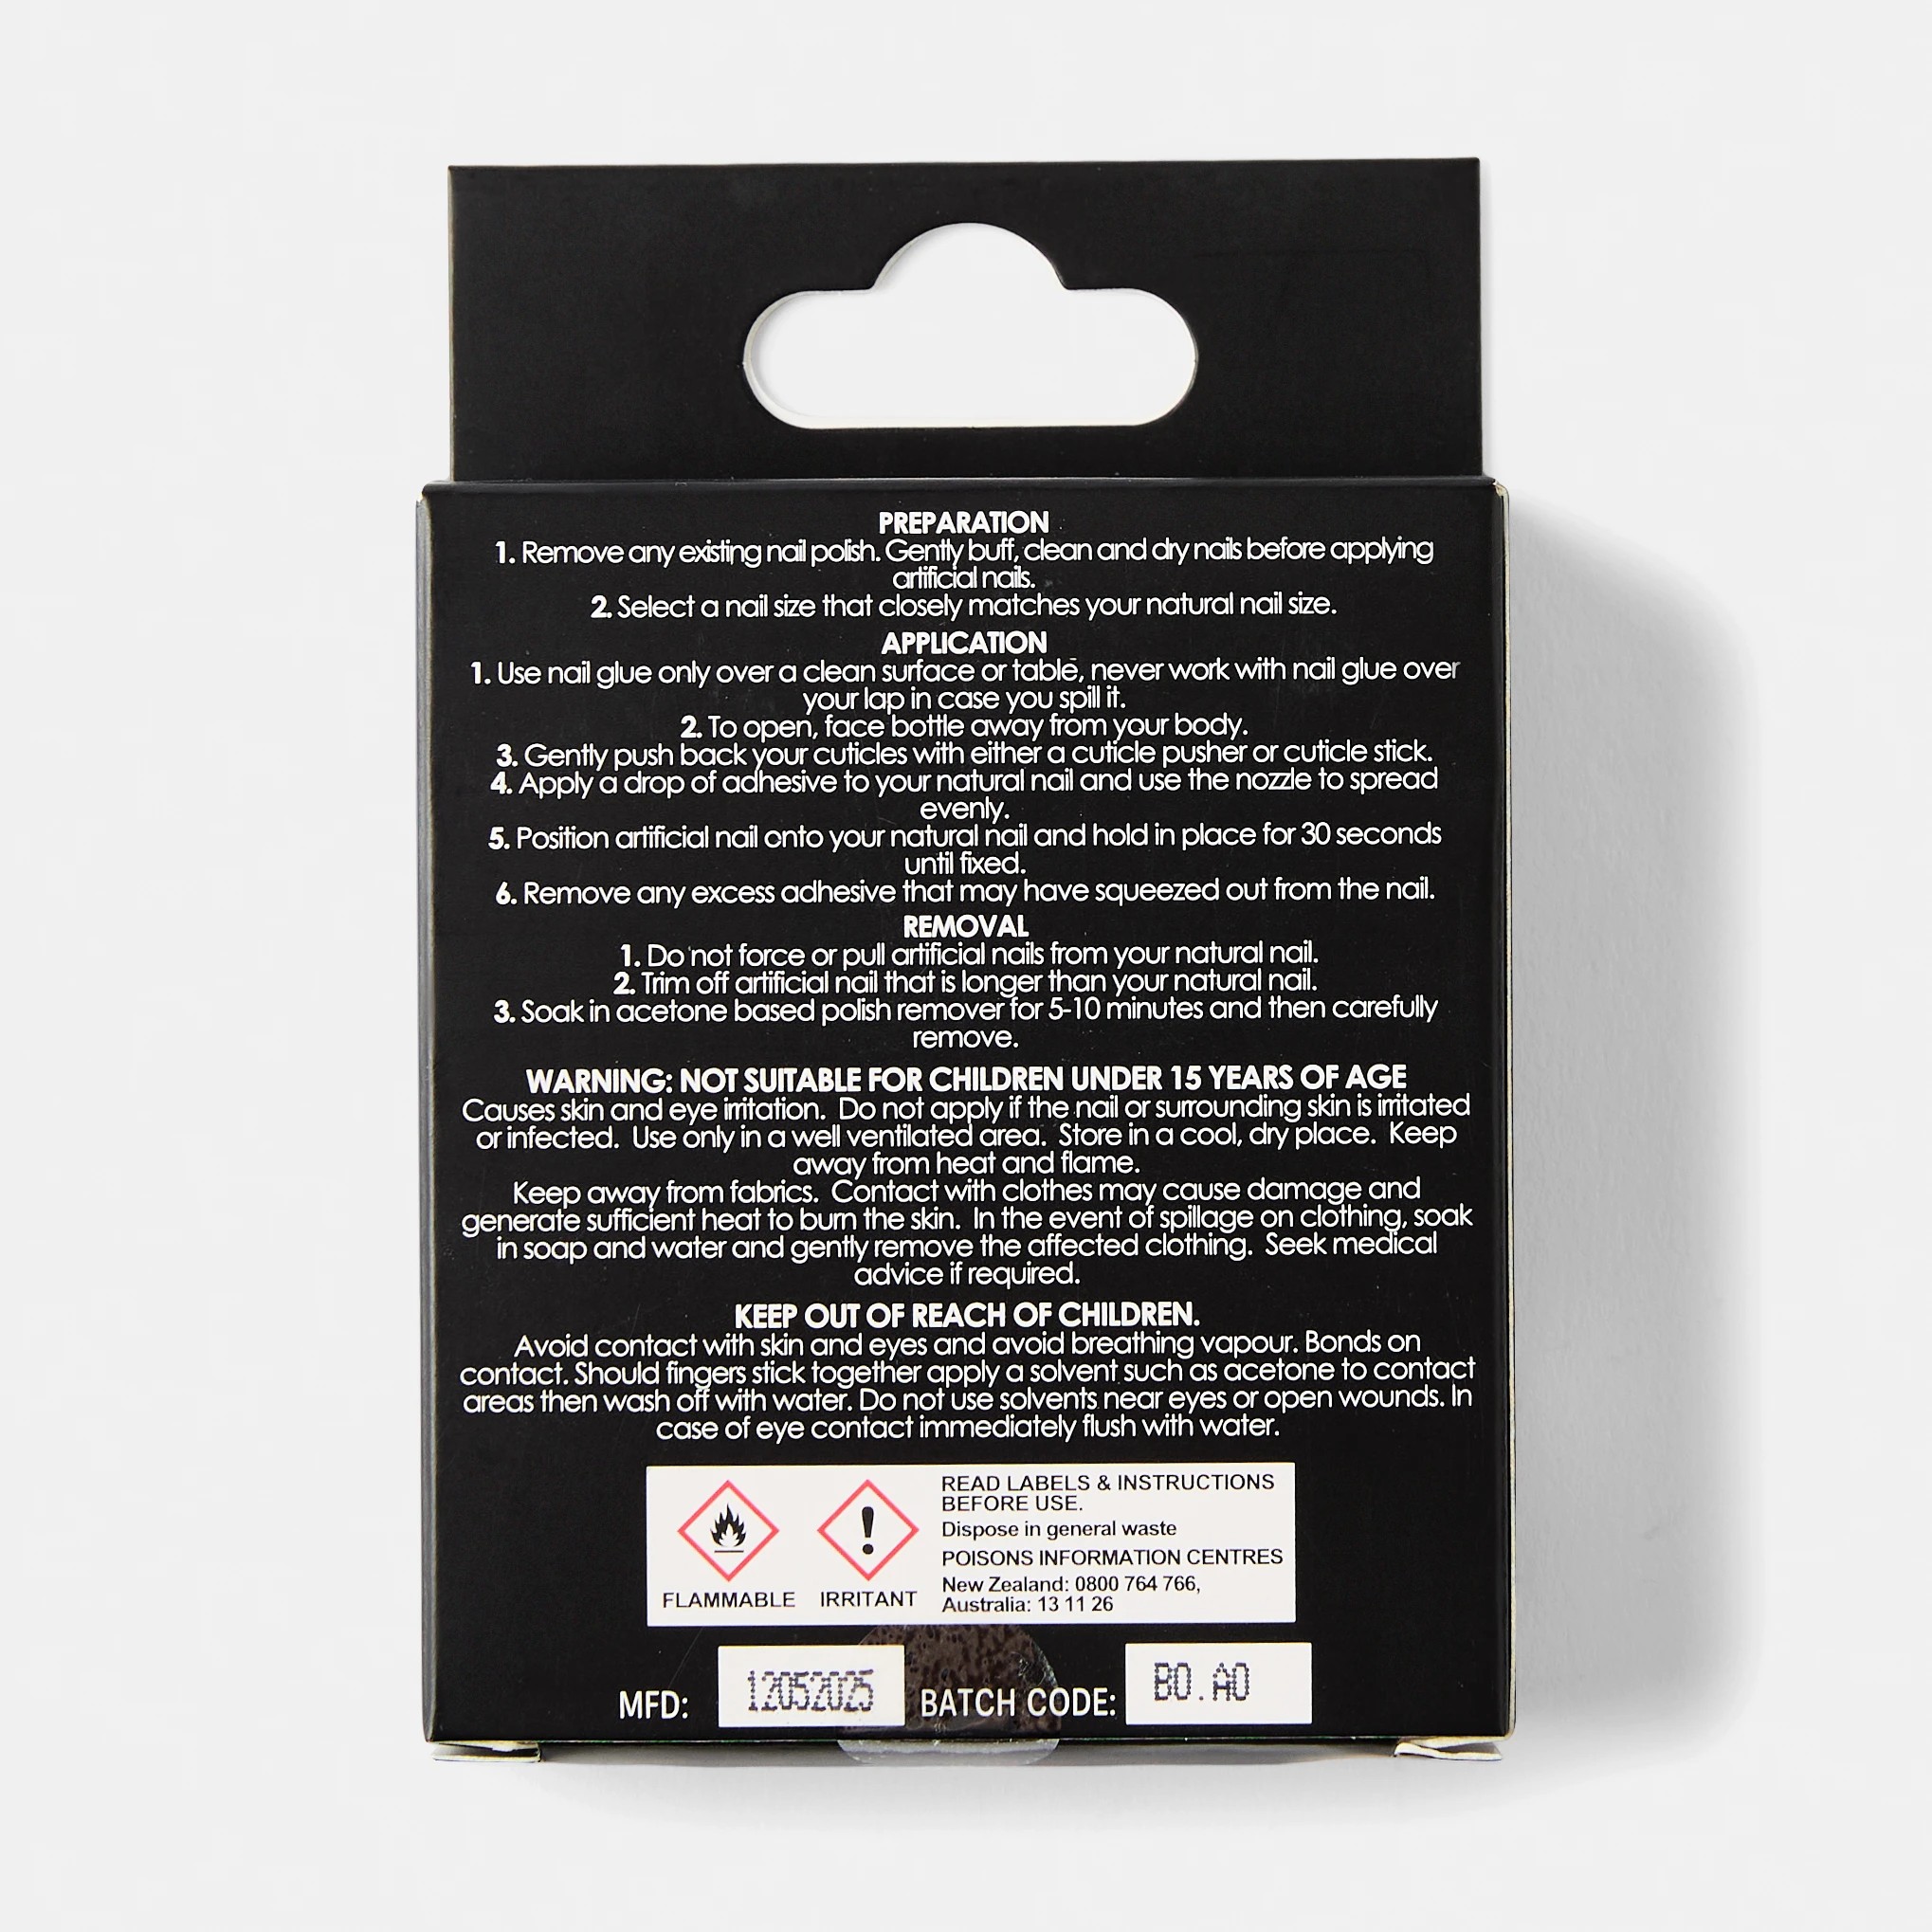 PREPARATION
1. Remove any existing nail polish. Gently buff, clean and dry nails before applying
artificial nails.
2. Select a nail size that closely matches your natural nail size.
APPLICATION
1. Use nail glue only over a clean surface or table, never work with nail glue over
your lap in case you spill it.
2. To open, face bottle away from your body.
3. Gently push back your cuticles with either a cuticle pusher or cuticle stick.
4. Apply a drop of adhesive to your natural nail and use the nozzle to spread
evenly.
5. Position artificial nail onto your natural nail and hold in place for 30 seconds
until fixed.
6. Remove any excess adhesive that may have squeezed out from the nail.
REMOVAL
1. Do not force or pull artificial nails from your natural nail.
2. Trim off artificial nail that is longer than your natural nail.
3. Soak in acetone based polish remover for 5-10 minutes and then carefully
remove.
WARNING: NOT SUITABLE FOR CHILDREN UNDER 15 YEARS OF AGE
Causes skin and eye irritation. Do not apply if the nail or surrounding skin is irritated
or infected. Use only in a well ventilated area. Store in a cool, dry place. Keep
away from heat and flame.
Keep away from fabrics. Contact with clothes may cause damage and
generate sufficient heat to burn the skin. In the event of spillage on clothing, soak
in soap and water and gently remove the affected clothing. Seek medical
advice if required.
KEEP OUT OF REACH OF CHILDREN.
Avoid contact with skin and eyes and avoid breathing vapour. Bonds on
contact. Should fingers stick together apply a solvent such as acetone to contact
areas then wash off with water. Do not use solvents near eyes or open wounds. In
case of eye contact immediately flush with water.
FLAMMABLE IRRITANT
READ LABELS & INSTRUCTIONS
BEFORE USE.
Dispose in general waste
POISONS INFORMATION CENTRES
New Zealand: 0800 764 766,
Australia: 13 11 26
MFD: 12052025 BATCH CODE: BO.AO